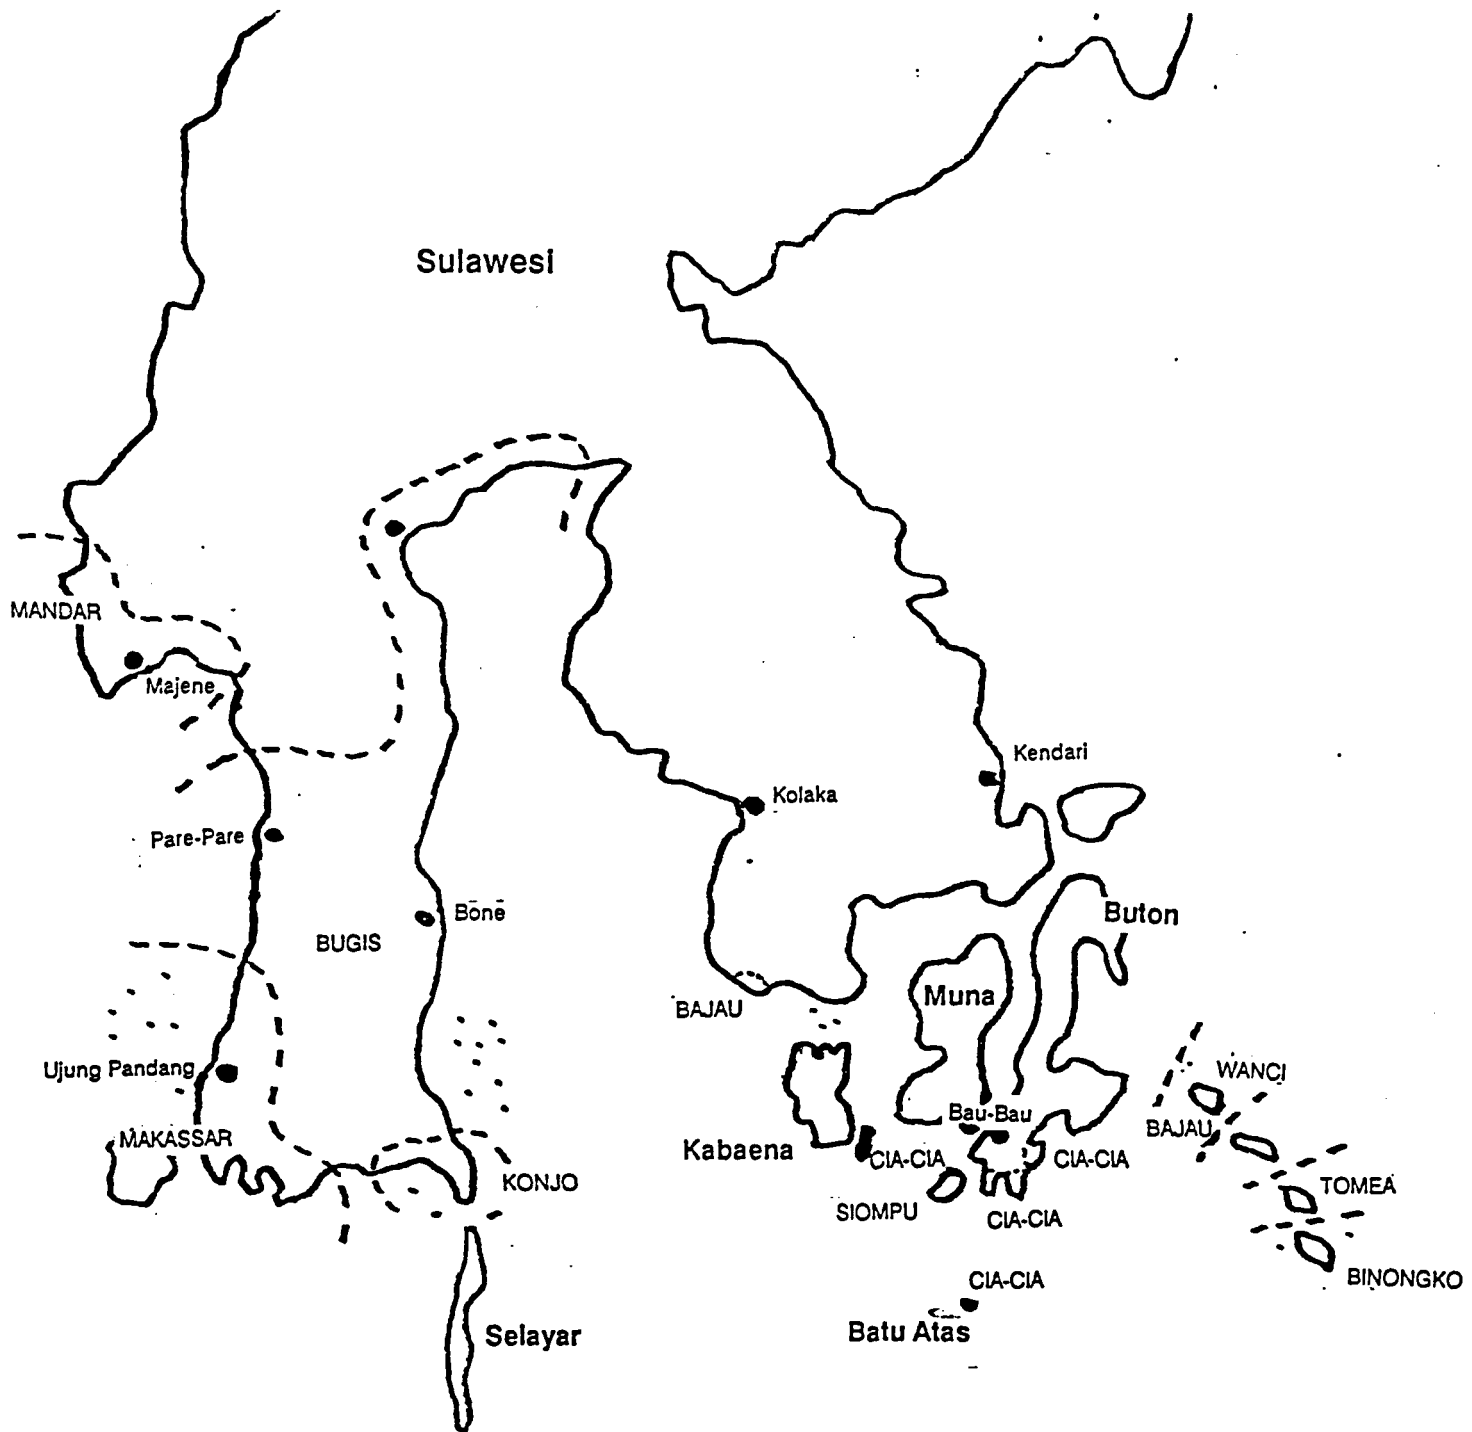 Sulawesi
MANDAR
Majene
Kendari
Kolaka
Pare-Pare
Bōnē
BUGIS
Buton
Muna
BAJAU
Ujung Pandang
WANCI
Bau-Bau
MAKASSAR
BAJAU
Kabaena
CIA-CIA
CIA-CIA
KONJO
TOMEA
SIOMPU
CIA-CIA
BINONGKO
CIA-CIA
Selayar
Batu Atas